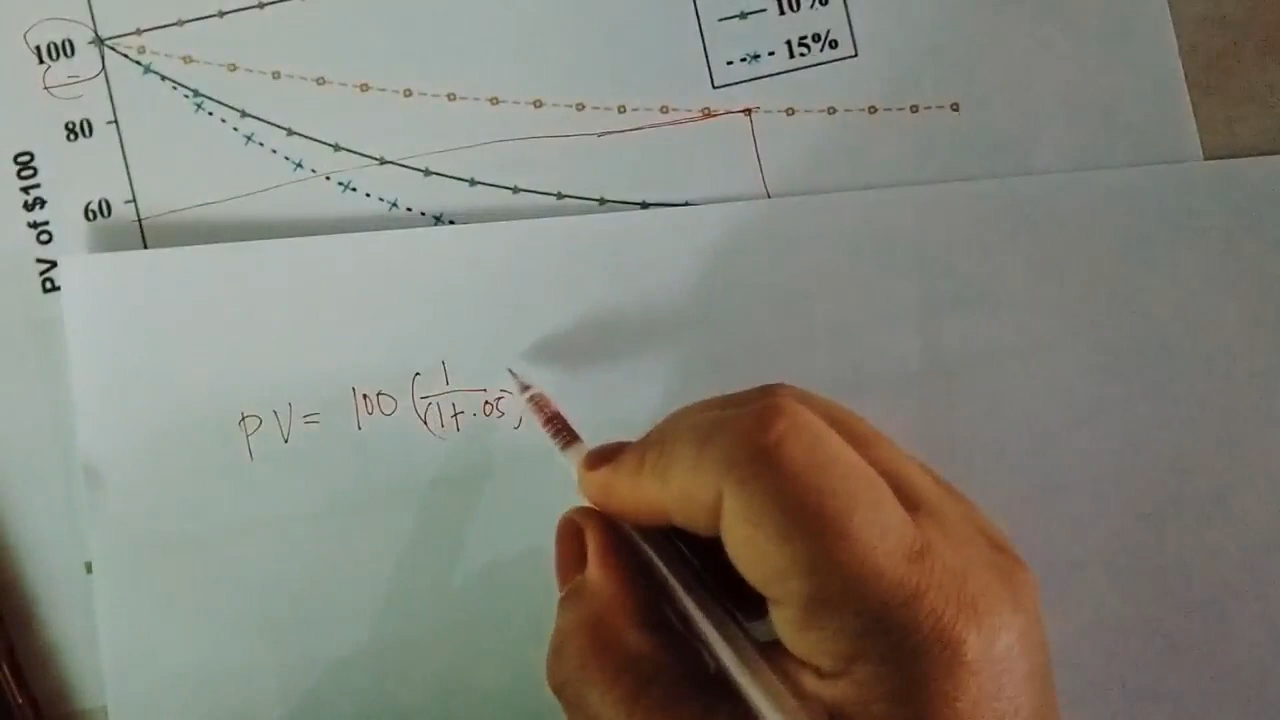 10%
- 15%
100
80
60
PV of $100
PV = 100 (1/(1+.05)